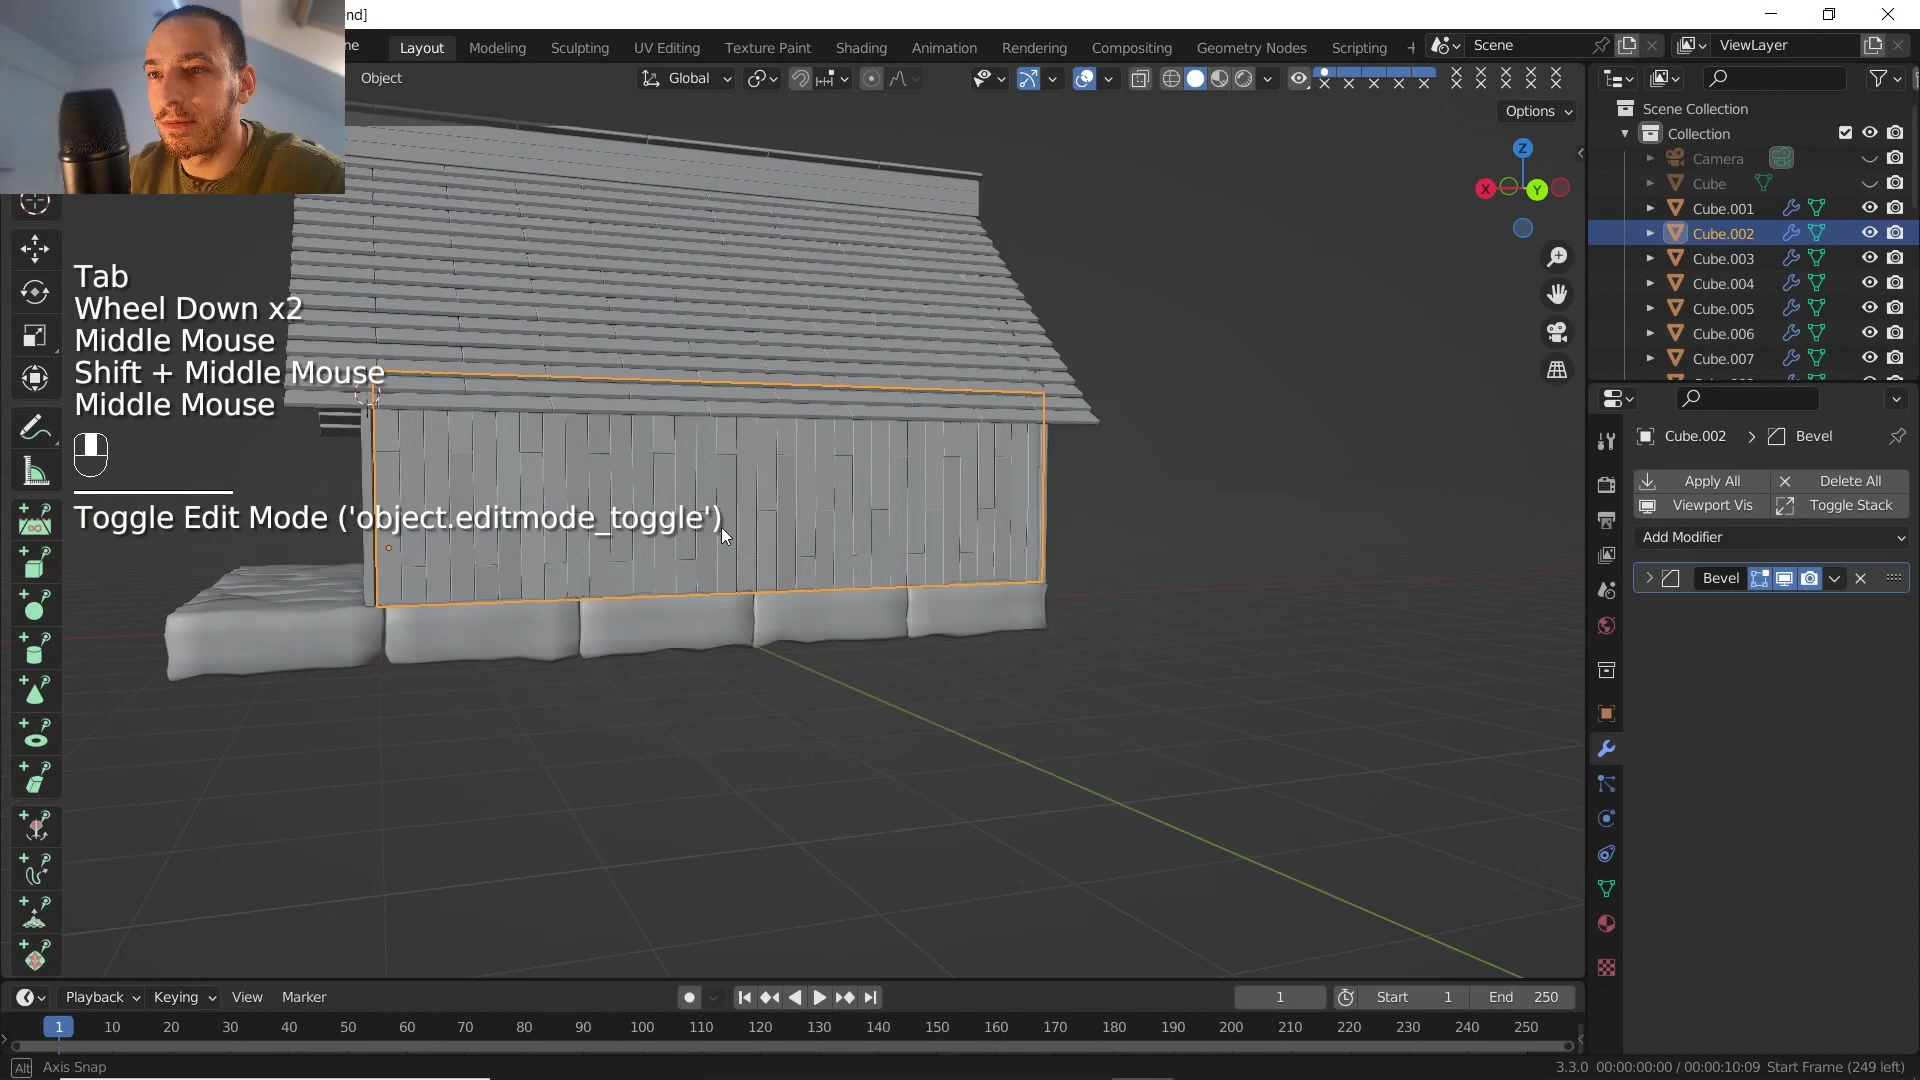 nd]
ne
Layout
Modeling
Sculpting
UV Editing
Texture Paint
Shading
Animation
Rendering
Compositing
Geometry Nodes
Scripting
Scene
ViewLayer
Object
Global
Options
Z
X
Y
Scene Collection
Collection
Camera
Cube
Cube.001
Cube.002
Cube.003
Cube.004
Cube.005
Cube.006
Cube.007
Tab
Wheel Down x2
Middle Mouse
Shift + Middle Mouse
Middle Mouse
Toggle Edit Mode ('object.editmode_toggle')
Cube.002 > Bevel
Apply All
Delete All
Viewport Vis
Toggle Stack
Add Modifier
Bevel
Playback
Keying
View
Marker
1
Start 1
End 250
1 10 20 30 40 50 60 70 80 90 100 110 120 130 140 150 160 170 180 190 200 210 220 230 240 250
Alt Axis Snap
3.3.0 00:00:00:00 / 00:00:10:09 Start Frame (249 left)